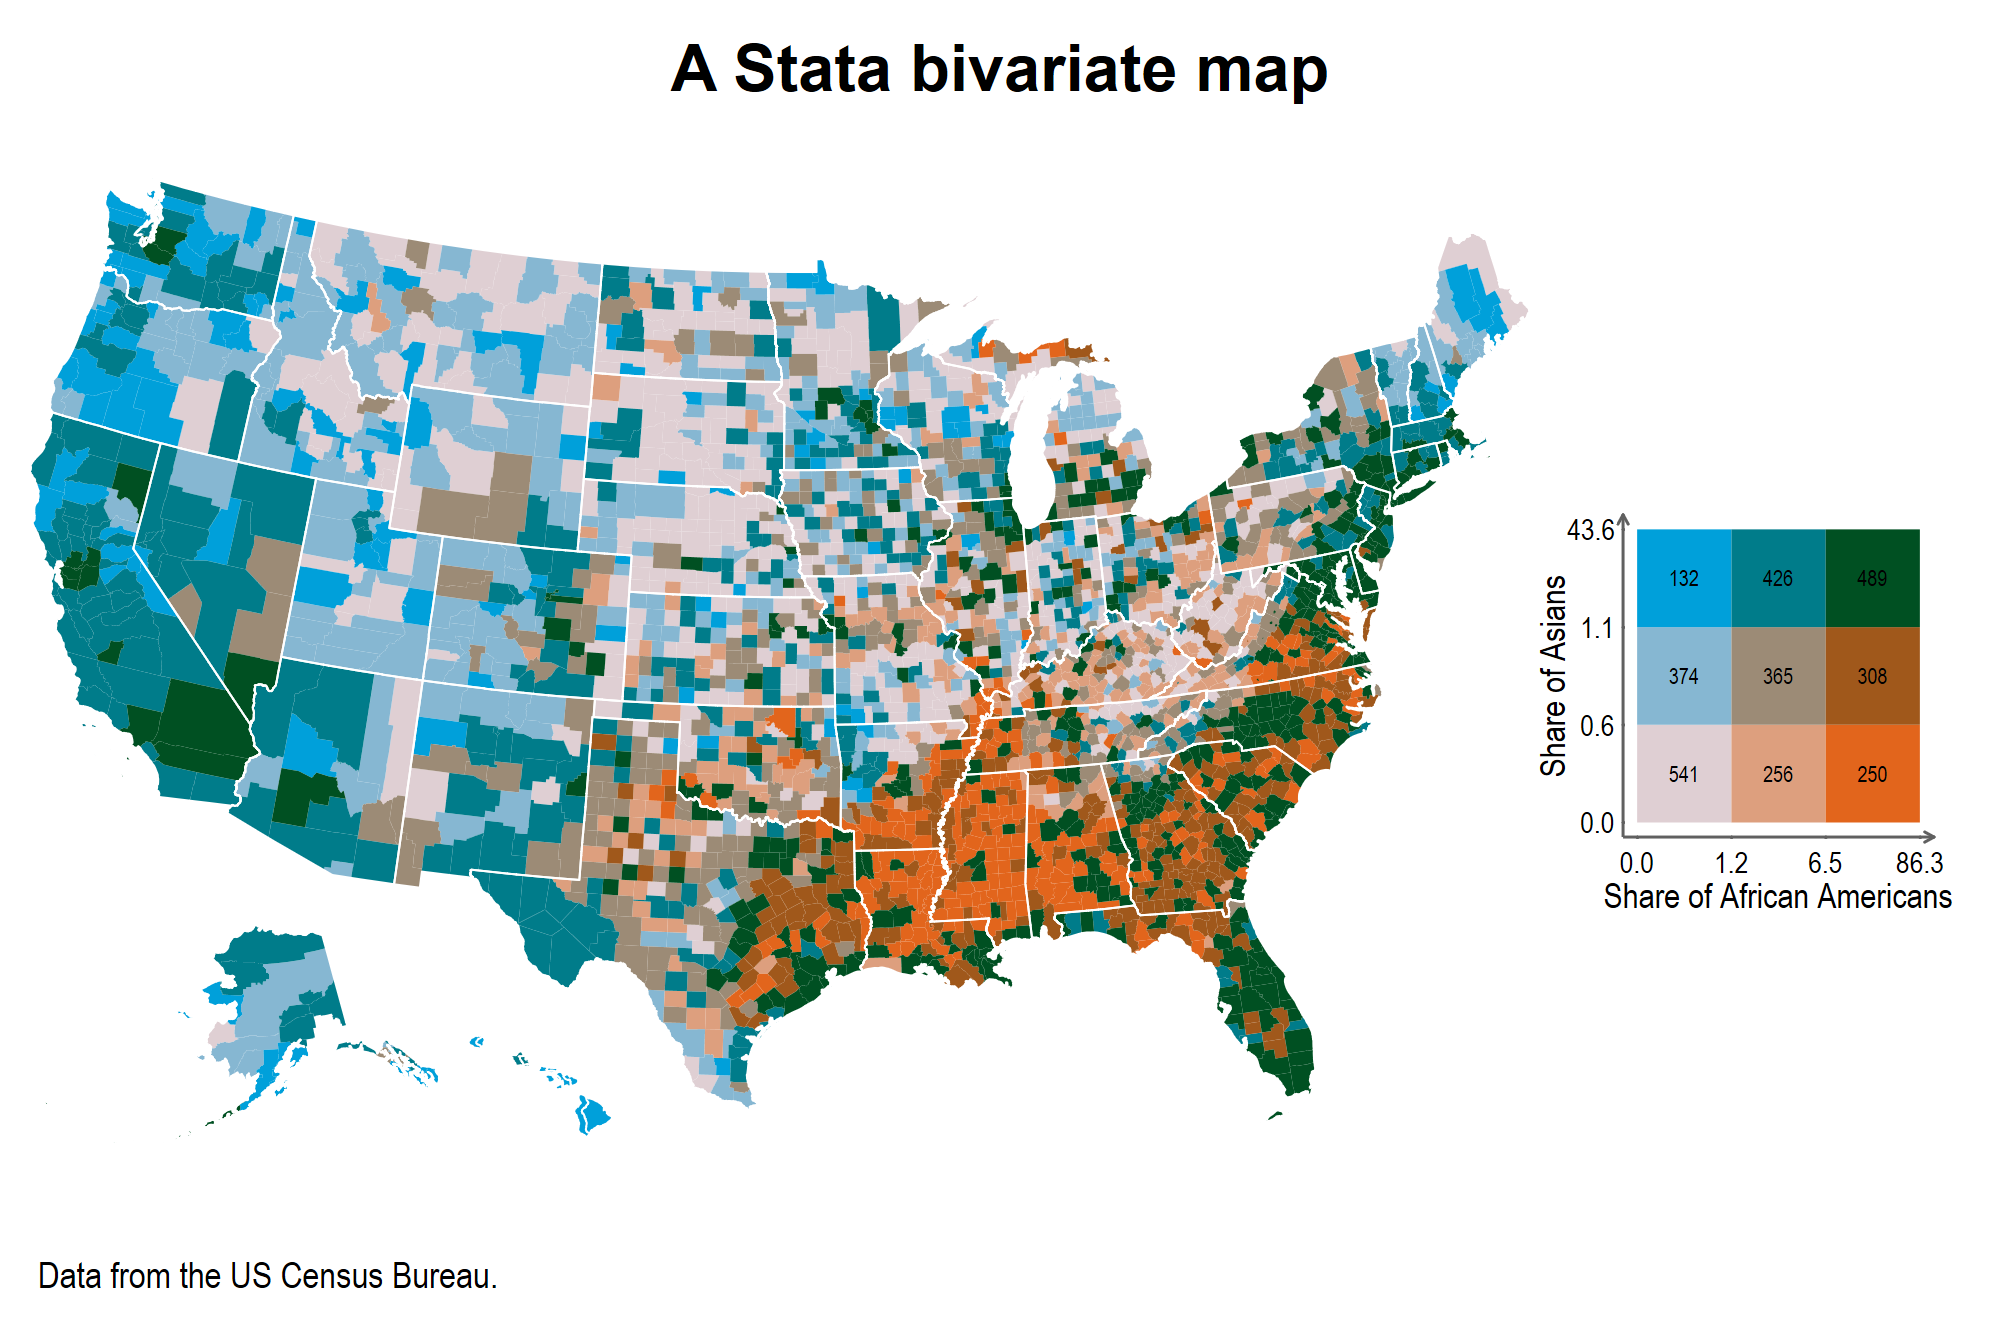 A Stata bivariate map
43.6
132 426 489
1.1
374 365 308
0.6
541 256 250
0.0
Share of Asians
0.0 1.2 6.5 86.3
Share of African Americans
Data from the US Census Bureau.